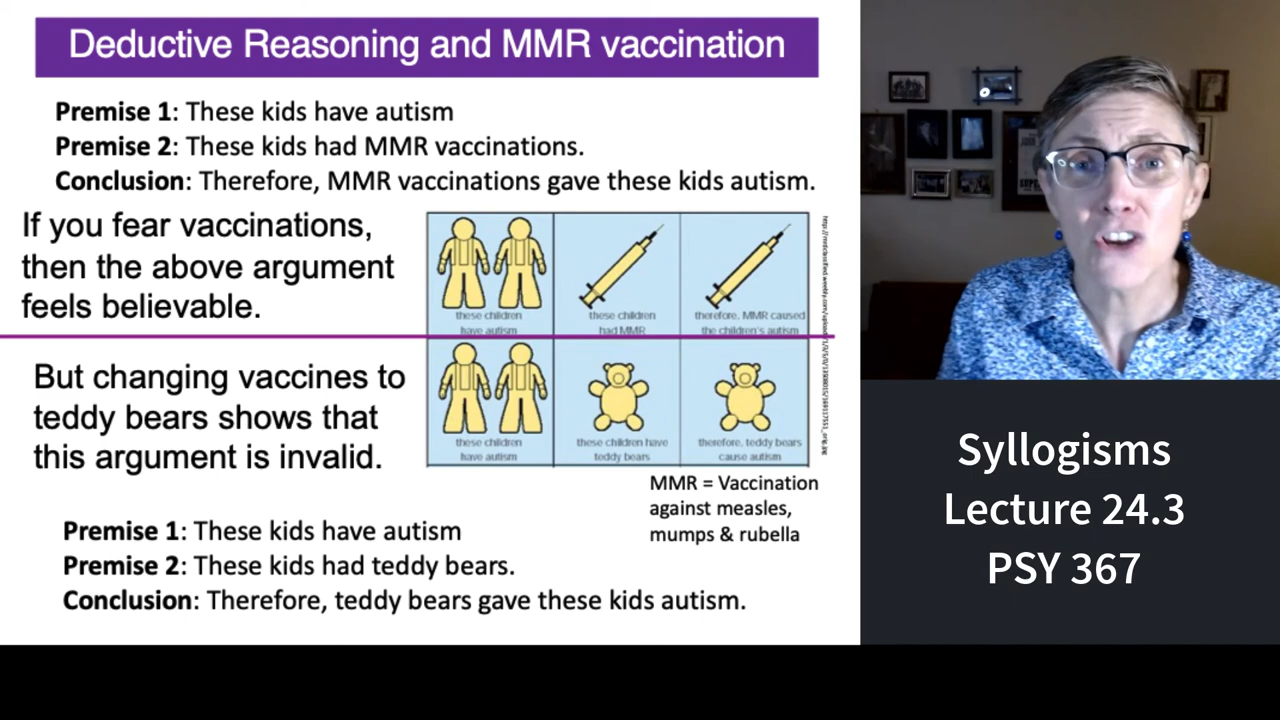 Deductive Reasoning and MMR vaccination
Premise 1: These kids have autism
Premise 2: These kids had MMR vaccinations.
Conclusion: Therefore, MMR vaccinations gave these kids autism.
If you fear vaccinations,
then the above argument
feels believable.
these children
have autism
these children
had MMR
therefore, MMR caused
the children's autism
But changing vaccines to
teddy bears shows that
this argument is invalid.
these children
have autism
these children have
teddy bears
therefore, teddy bears
cause autism
MMR = Vaccination
against measles,
mumps & rubella
Premise 1: These kids have autism
Premise 2: These kids had teddy bears.
Conclusion: Therefore, teddy bears gave these kids autism.
Syllogisms
Lecture 24.3
PSY 367